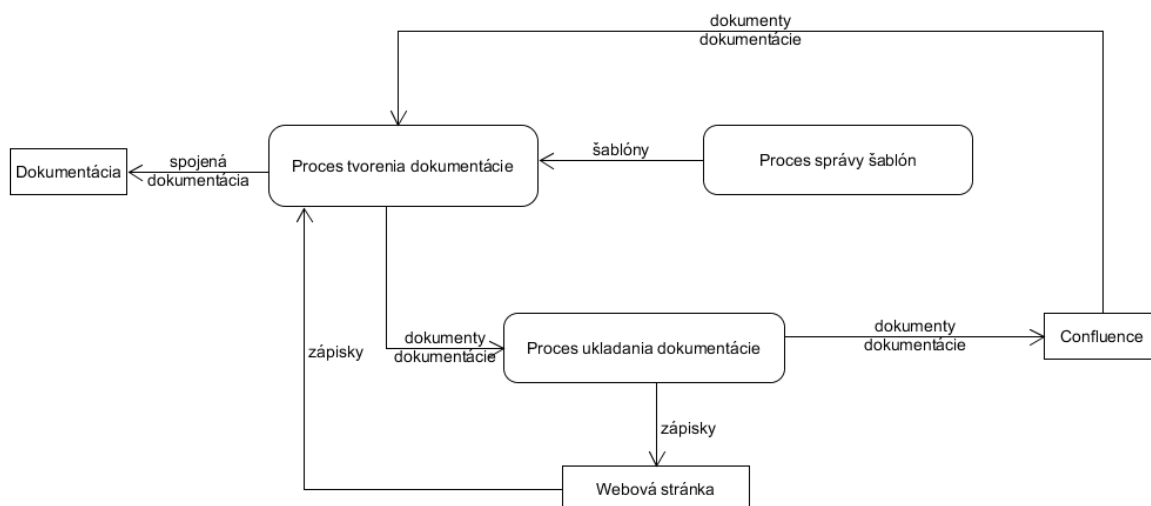 dokumenty
dokumentácie
Proces tvorenia dokumentácie
šablóny
Proces správy šablón
Dokumentácia
spojená
dokumentácia
zápisky
dokumenty
dokumentácie
Proces ukladania dokumentácie
dokumenty
dokumentácie
Confluence
zápisky
Webová stránka